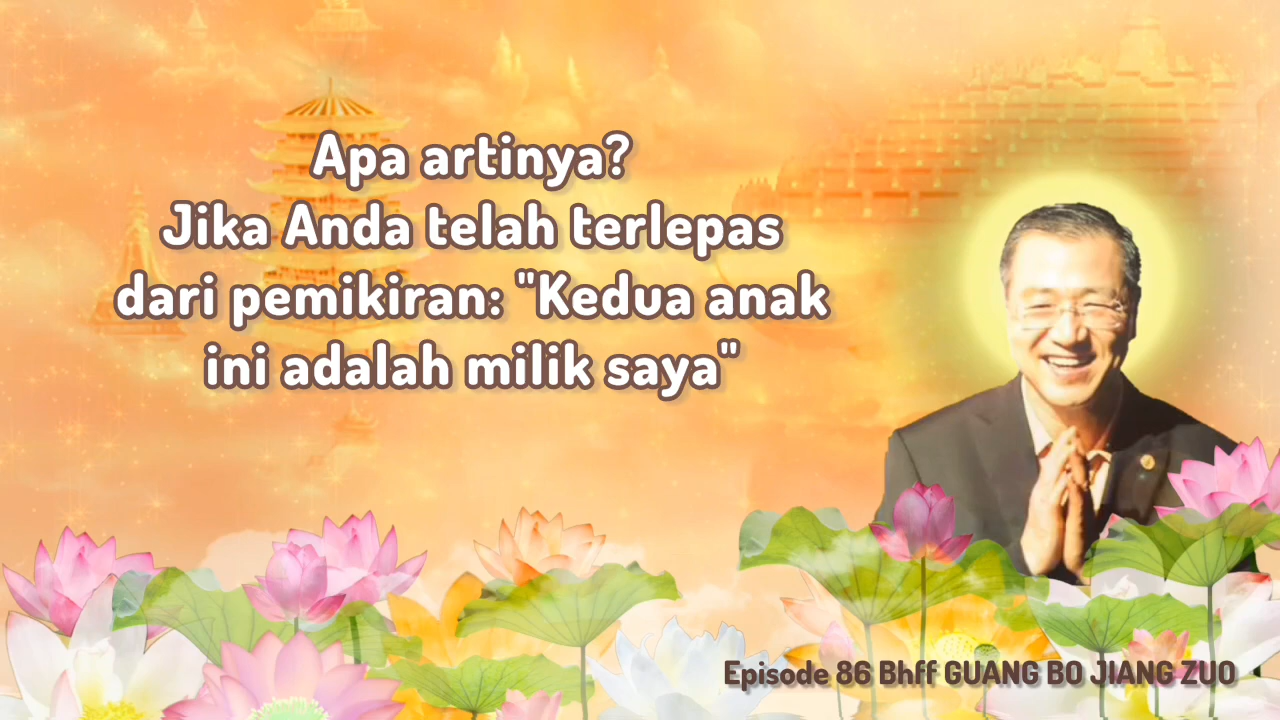 Apa artinya?
Jika Anda telah terlepas
dari pemikiran: "Kedua anak
ini adalah milik saya"
Episode 86 Bhff GUANG BO JIANG ZUO